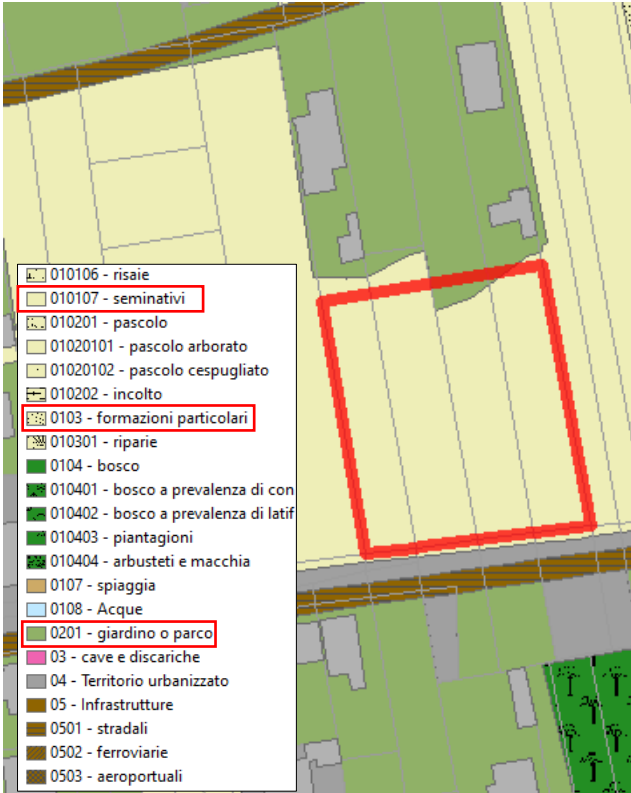 010106 - risaie
010107 - seminativi
010201 - pascolo
01020101 - pascolo arborato
01020102 - pascolo cespugliato
010202 - incolto
0103 - formazioni particolari
010301 - riparie
0104 - bosco
010401 - bosco a prevalenza di con
010402 - bosco a prevalenza di latif
010403 - piantagioni
010404 - arbusteti e macchia
0107 - spiaggia
0108 - Acque
0201 - giardino o parco
03 - cave e discariche
04 - Territorio urbanizzato
05 - Infrastrutture
0501 - stradali
0502 - ferroviarie
0503 - aeroportuali